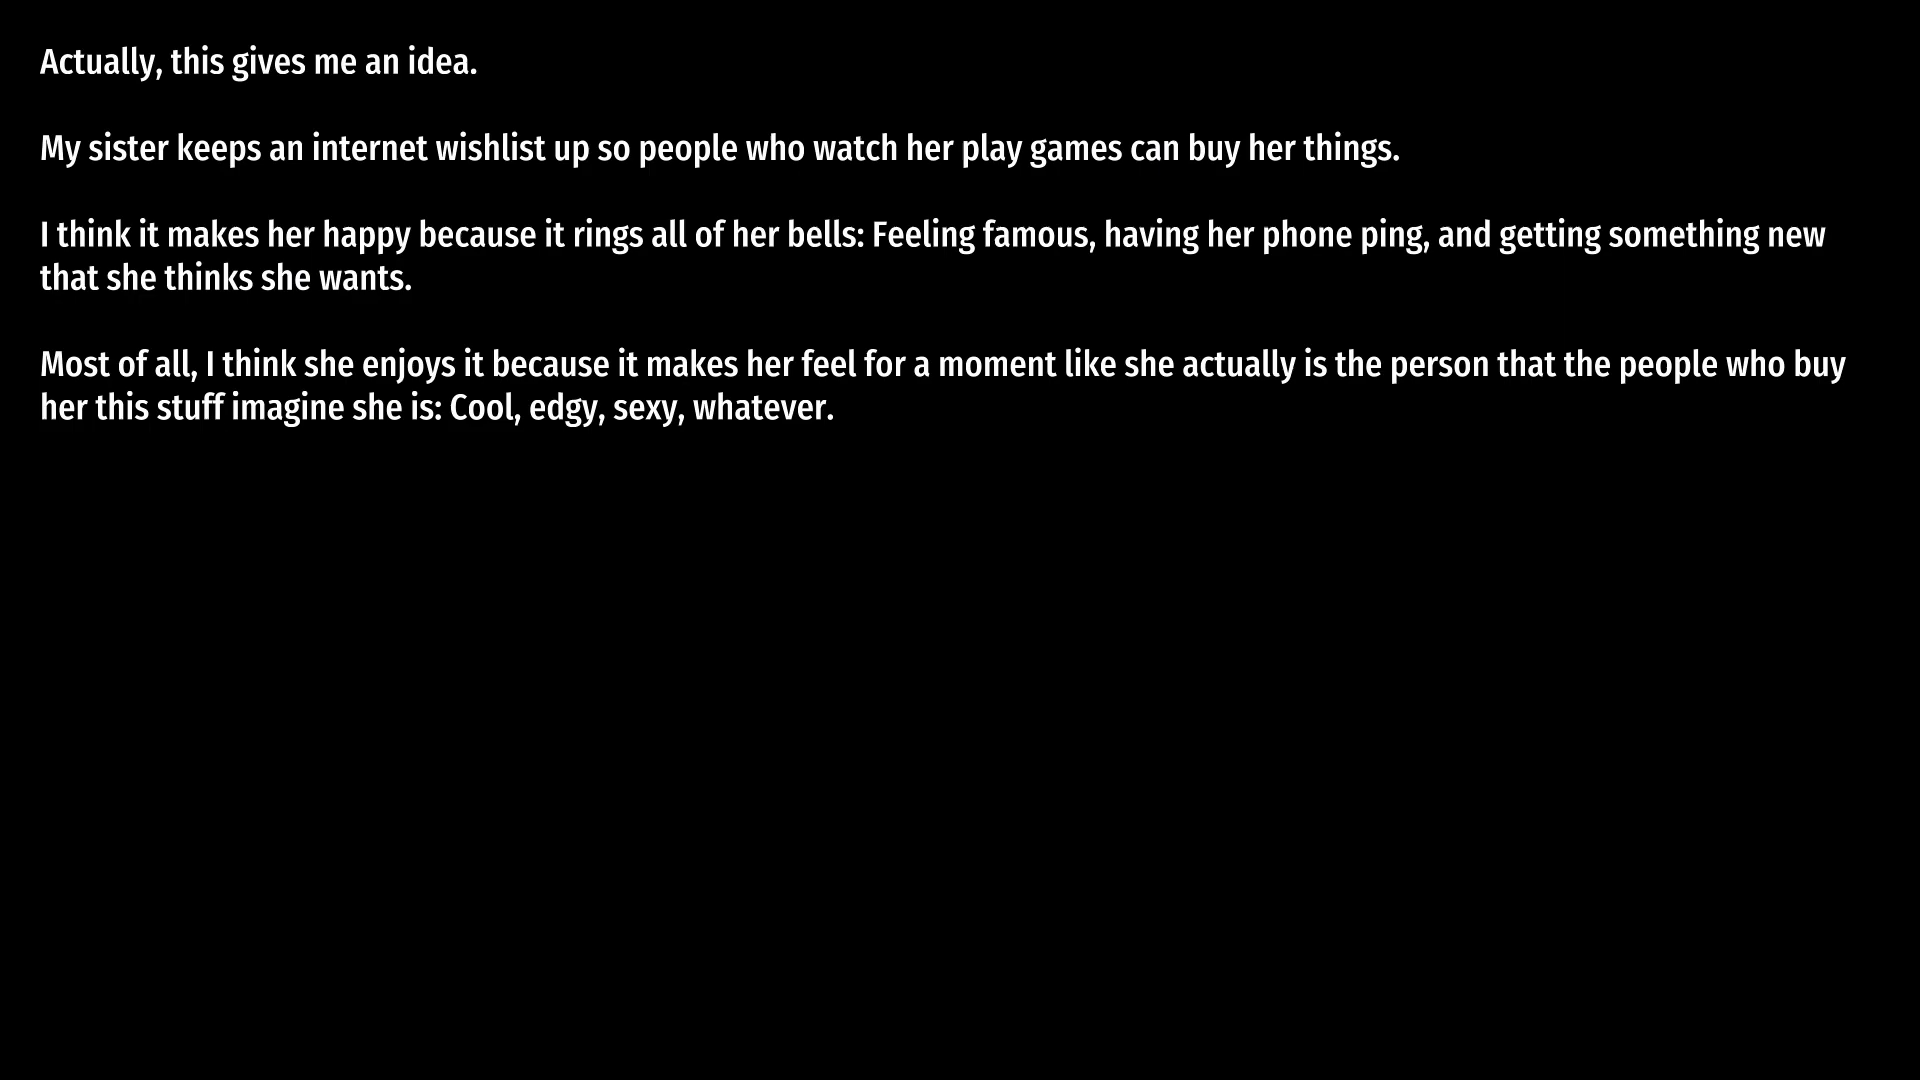 Actually, this gives me an idea.
My sister keeps an internet wishlist up so people who watch her play games can buy her things.
I think it makes her happy because it rings all of her bells: Feeling famous, having her phone ping, and getting something new
that she thinks she wants.
Most of all, I think she enjoys it because it makes her feel for a moment like she actually is the person that the people who buy
her this stuff imagine she is: Cool, edgy, sexy, whatever.